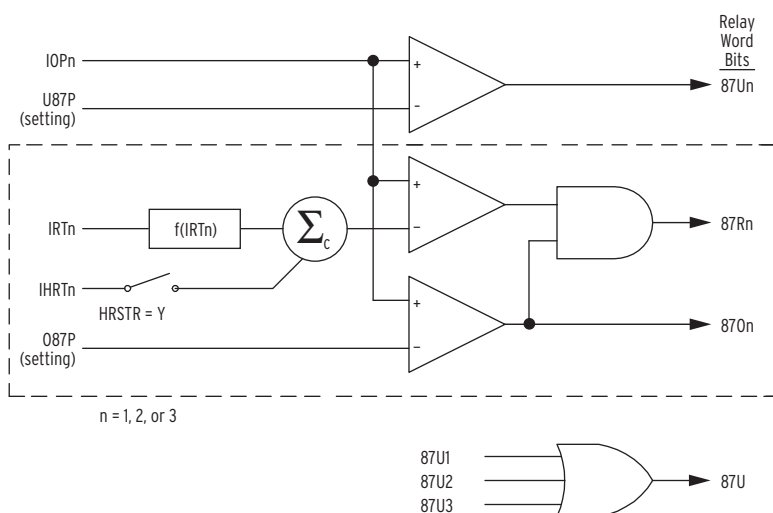 Relay
Word
Bits
IOPn
87Un
U87P
(setting)
+
-
IRTn
f(IRTn)
Σc
+
-
87Rn
IHRTn
HRSTR = Y
+
-
87On
O87P
(setting)
n = 1, 2, or 3
87U1
87U2
87U3
87U